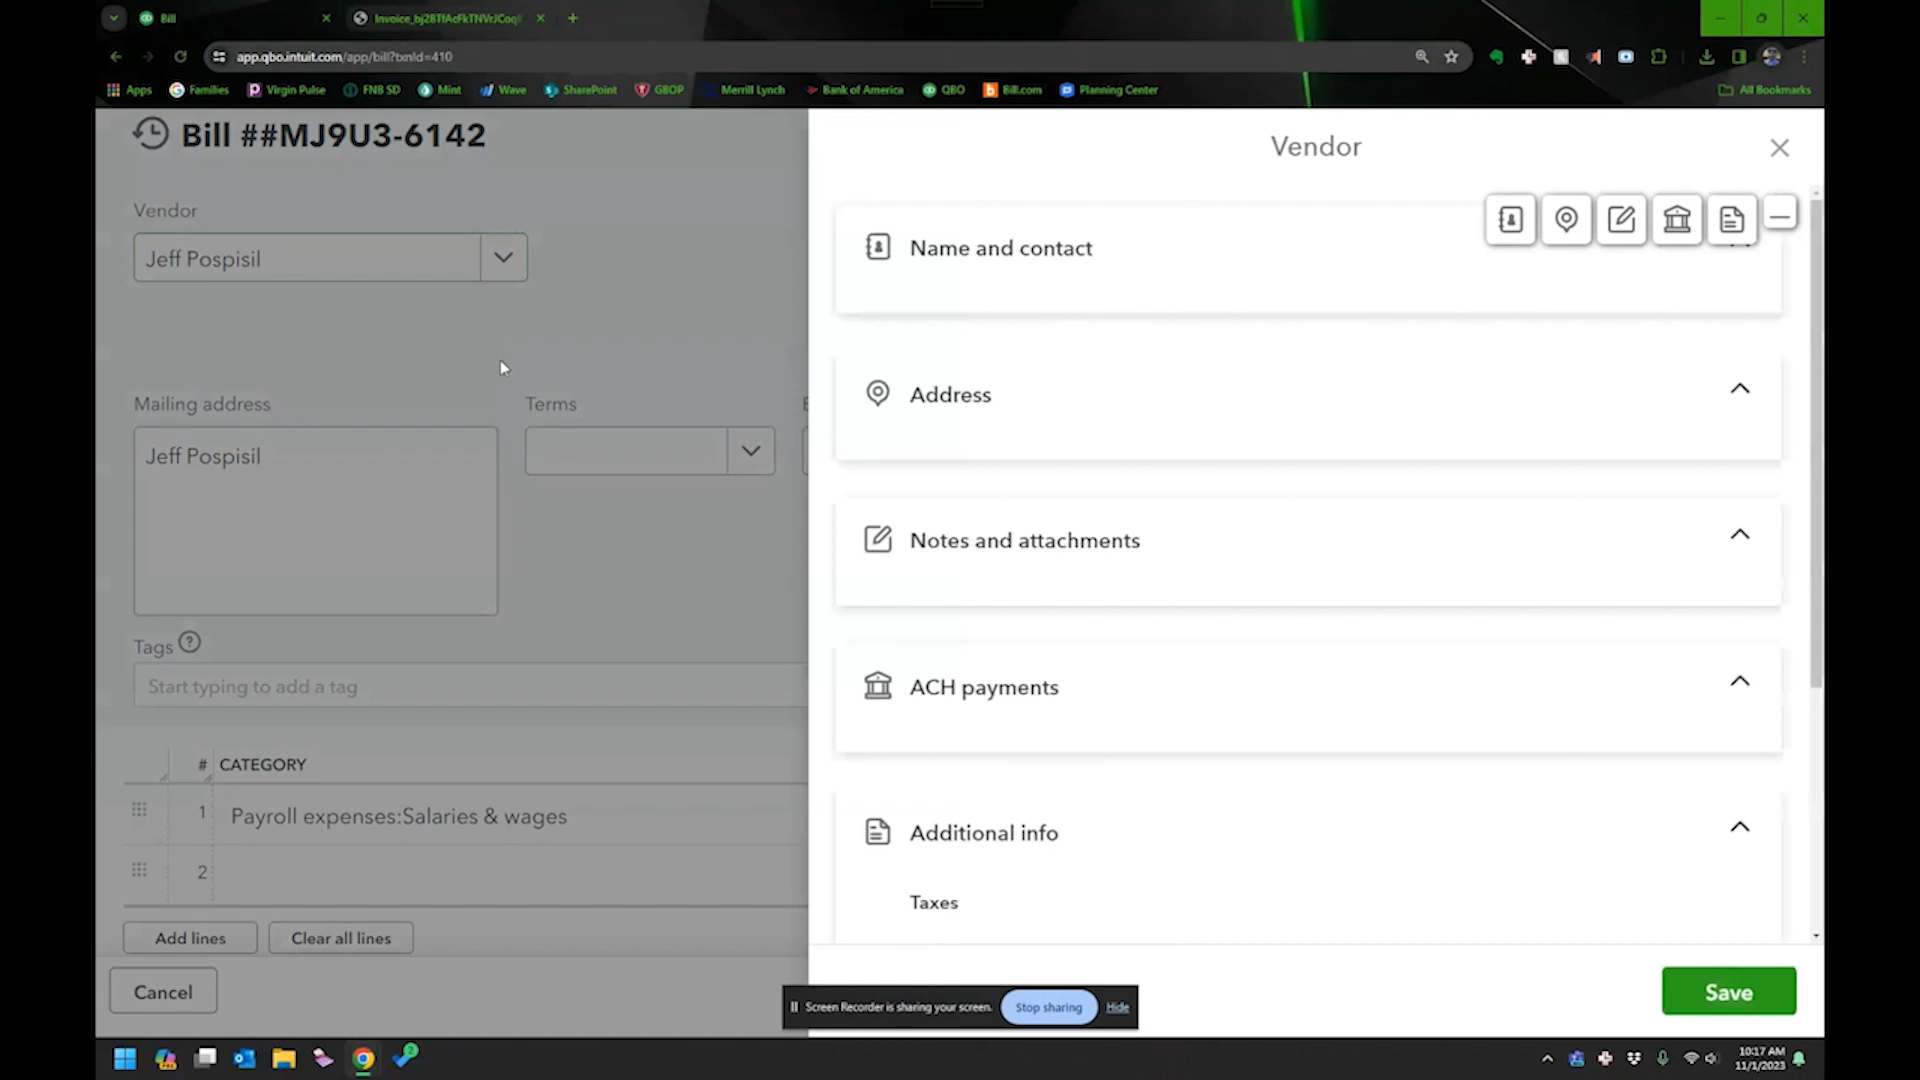 Bill
Invoice_bj2BTfAcFkTNVrJCoql
app.qbo.intuit.com/app/bill?txnId=410
Apps
Families
Virgin Pulse
FNB SD
Mint
Wave
SharePoint
GBOP
Merrill Lynch
Bank of America
QBO
Bill.com
Planning Center
All Bookmarks
Bill ##MJ9U3-6142
Vendor
Jeff Pospisil
Mailing address
Terms
Jeff Pospisil
Tags
Start typing to add a tag
# CATEGORY
1 Payroll expenses:Salaries & wages
2
Add lines
Clear all lines
Cancel
Vendor
Name and contact
Address
Notes and attachments
ACH payments
Additional info
Taxes
Save
Screen Recorder is sharing your screen.
Stop sharing
Hide
2
10:17 AM
11/1/2023